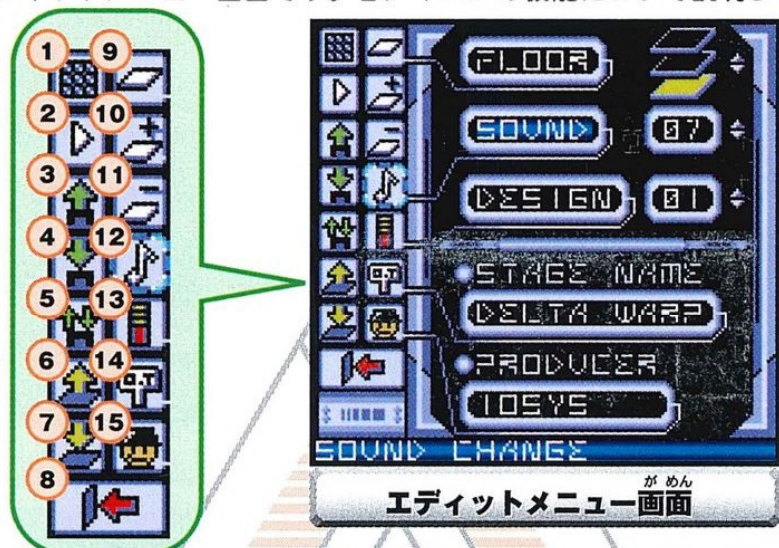 1 9
2 10
3 11
4 12
5 13
6 14
7 15
8
FLOOR
SOUND 07
DESIGN 01
STAGE NAME
DELTA WARP
PRODUCER
IOSYS
SOUND CHANGE
がめん
エディットメニュー画面